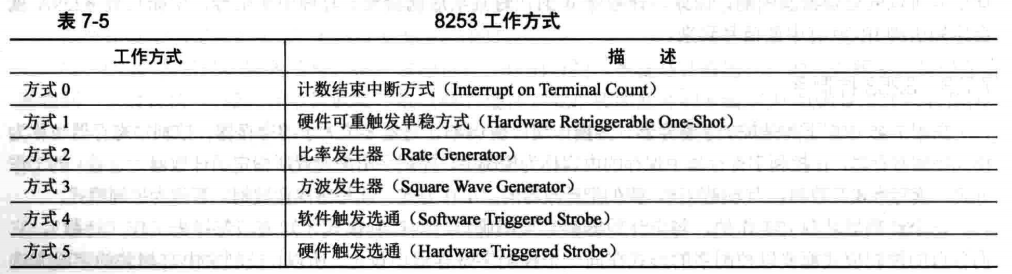 表 7-5 8253 工作方式
工作方式 描 述
方式 0 计数结束中断方式（Interrupt on Terminal Count）
方式 1 硬件可重触发单稳方式（Hardware Retriggerable One-Shot）
方式 2 比率发生器（Rate Generator）
方式 3 方波发生器（Square Wave Generator）
方式 4 软件触发选通（Software Triggered Strobe）
方式 5 硬件触发选通（Hardware Triggered Strobe）